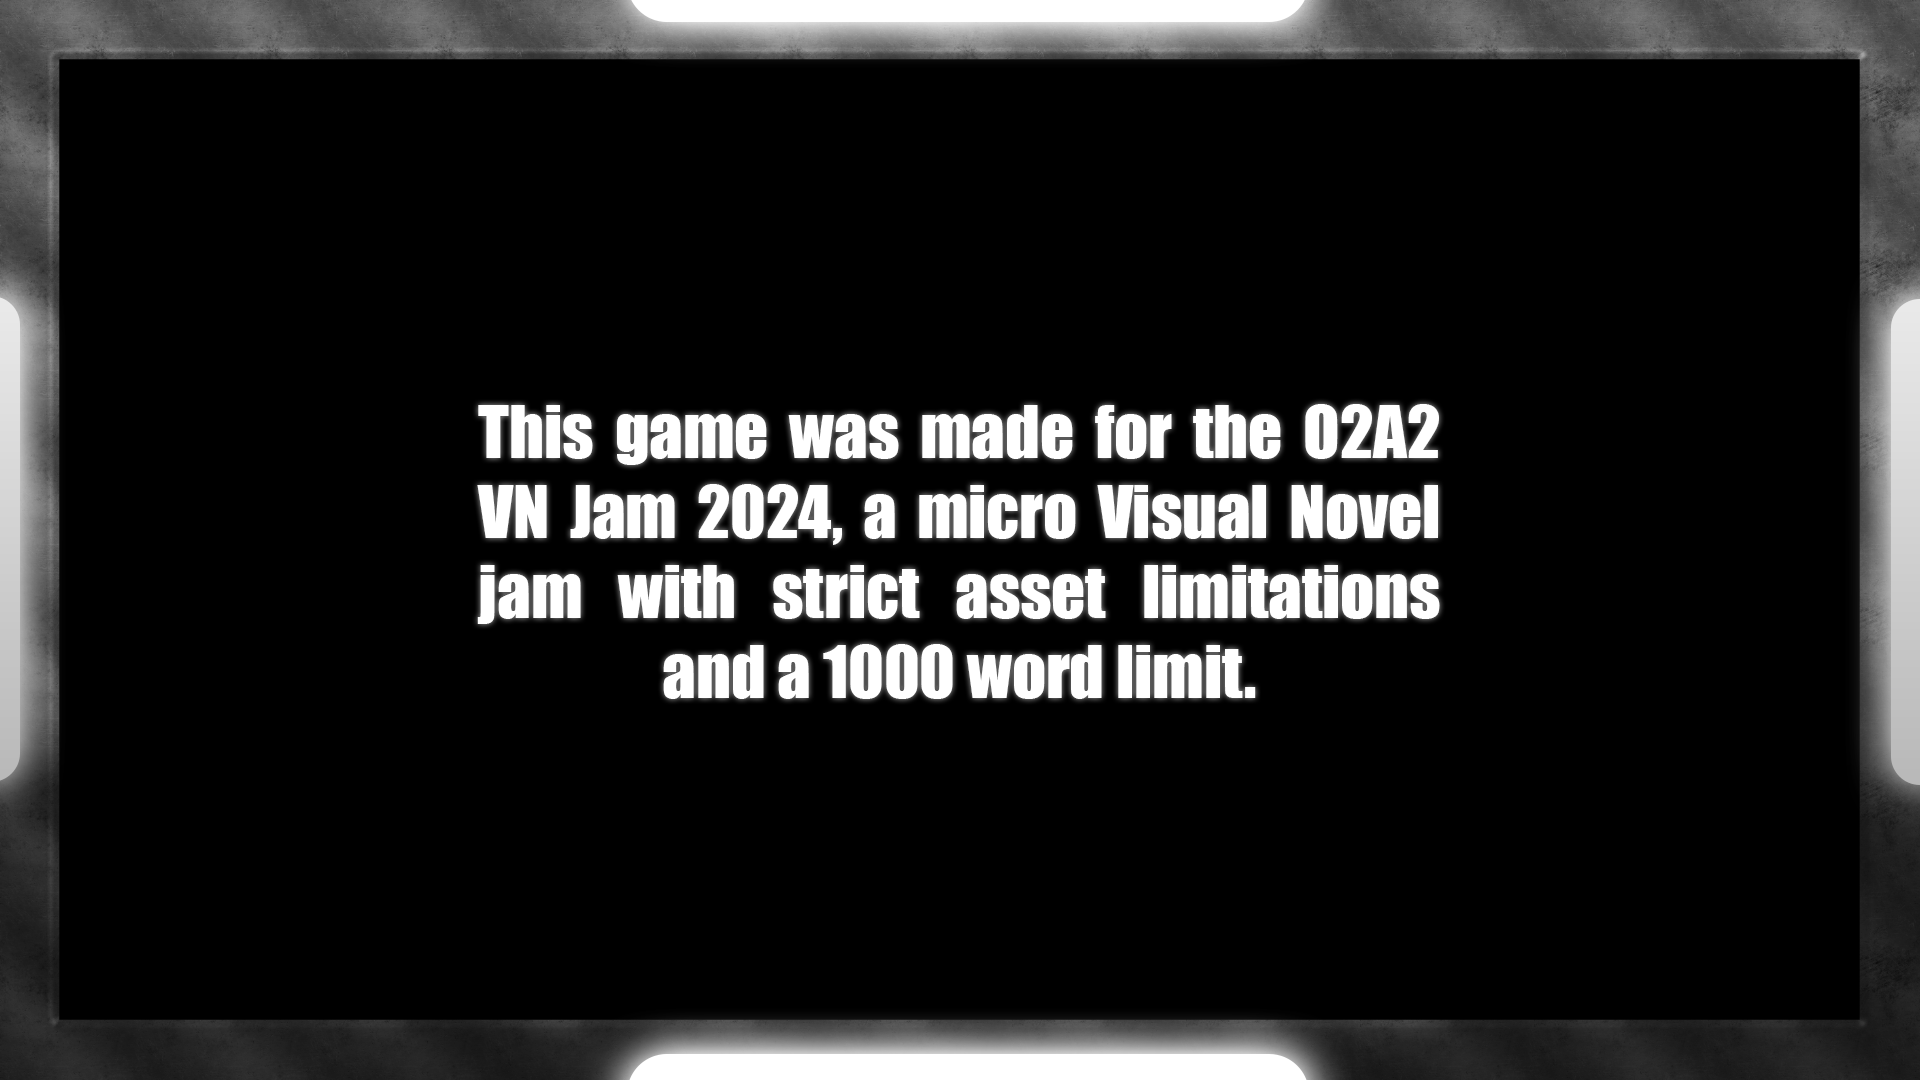 This game was made for the O2A2
VN Jam 2024, a micro Visual Novel
jam with strict asset limitations
and a 1000 word limit.